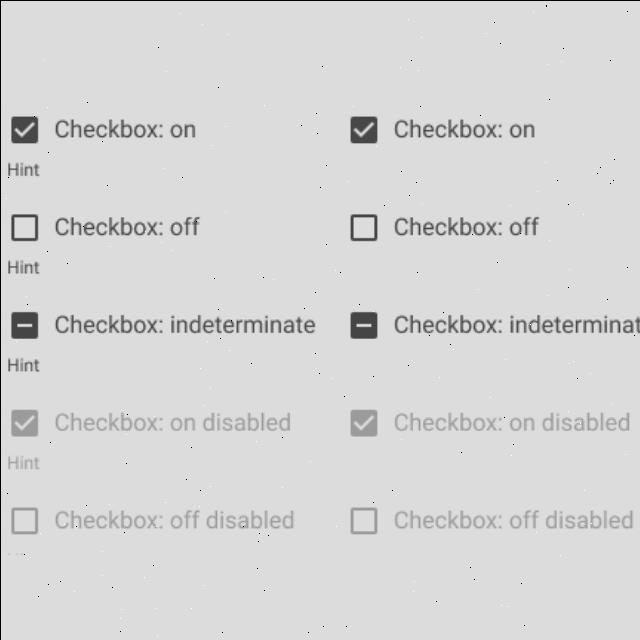 Checkbox: on Checkbox: on
Hint
Checkbox: off Checkbox: off
Hint
Checkbox: indeterminate Checkbox: indeterminat
Hint
Checkbox: on disabled Checkbox: on disabled
Hint
Checkbox: off disabled Checkbox: off disabled